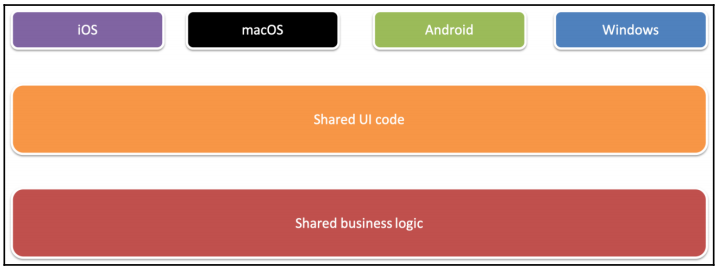 iOS
macOS
Android
Windows
Shared UI code
Shared business logic